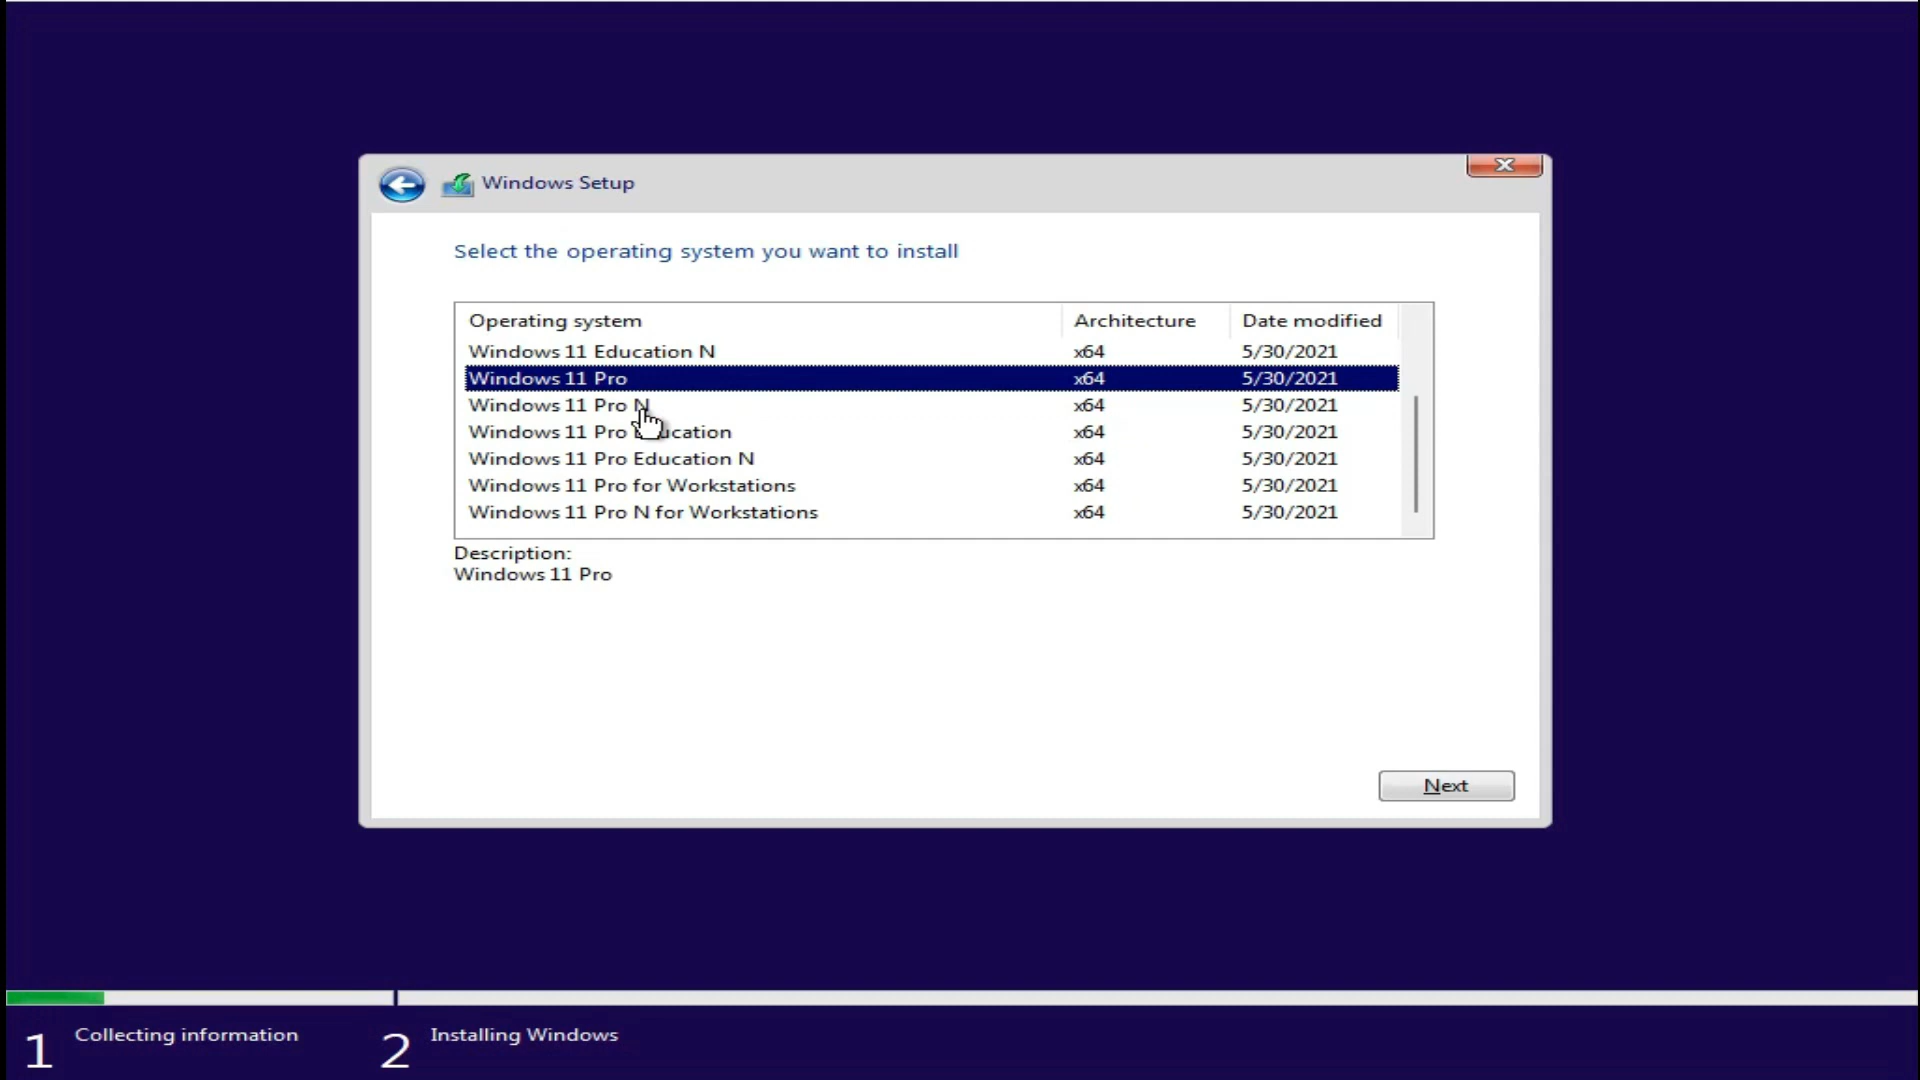 Windows Setup
Select the operating system you want to install
Operating system Architecture Date modified
Windows 11 Education N x64 5/30/2021
Windows 11 Pro x64 5/30/2021
Windows 11 Pro N x64 5/30/2021
Windows 11 Pro Education x64 5/30/2021
Windows 11 Pro Education N x64 5/30/2021
Windows 11 Pro for Workstations x64 5/30/2021
Windows 11 Pro N for Workstations x64 5/30/2021
Description:
Windows 11 Pro
Next
1 Collecting information 2 Installing Windows